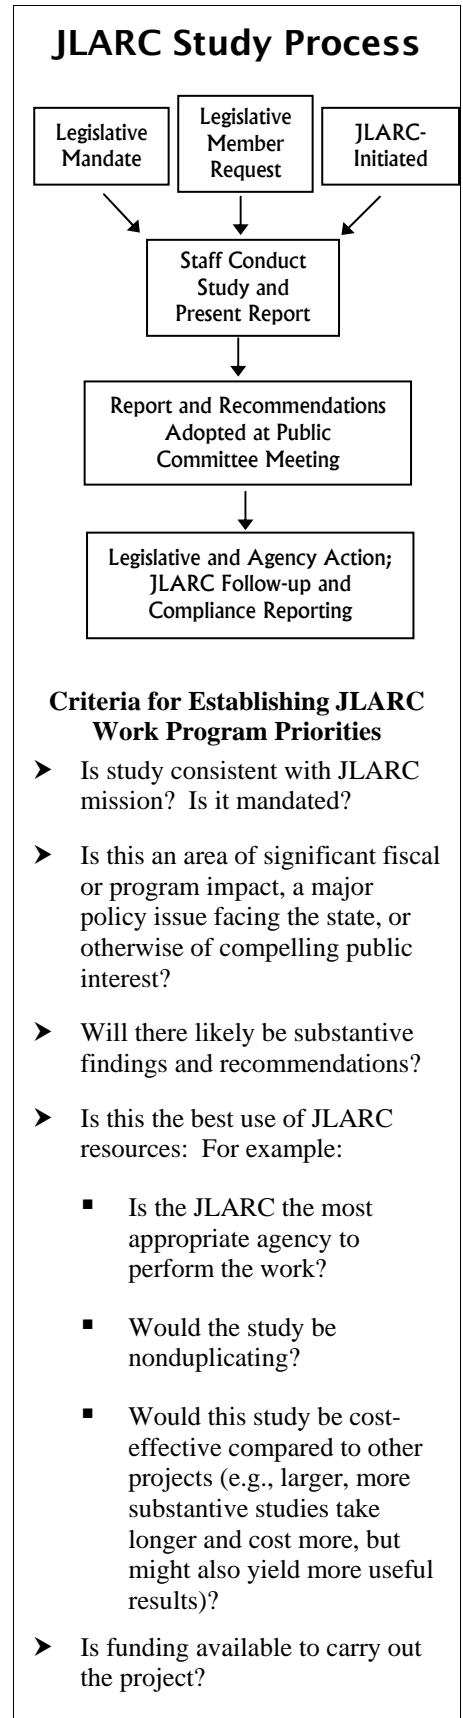 JLARC Study Process
Legislative
Mandate
Legislative
Member
Request
JLARC-
Initiated
Staff Conduct
Study and
Present Report
Report and Recommendations
Adopted at Public
Committee Meeting
Legislative and Agency Action;
JLARC Follow-up and
Compliance Reporting
Criteria for Establishing JLARC
Work Program Priorities
➤ Is study consistent with JLARC
mission? Is it mandated?
➤ Is this an area of significant fiscal
or program impact, a major
policy issue facing the state, or
otherwise of compelling public
interest?
➤ Will there likely be substantive
findings and recommendations?
➤ Is this the best use of JLARC
resources: For example:
▪ Is the JLARC the most
appropriate agency to
perform the work?
▪ Would the study be
nonduplicating?
▪ Would this study be cost-
effective compared to other
projects (e.g., larger, more
substantive studies take
longer and cost more, but
might also yield more useful
results)?
➤ Is funding available to carry out
the project?